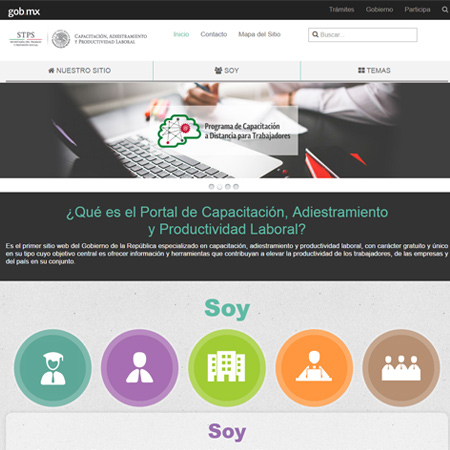 gob mx
Trámites Gobierno Participa
STPS
CAPACITACIÓN, ADIESTRAMIENTO
Y PRODUCTIVIDAD LABORAL
Inicio Contacto Mapa del Sitio
Buscar...
NUESTRO SITIO
SOY
TEMAS
Programa de Capacitación
a Distancia para Trabajadores
¿Qué es el Portal de Capacitación, Adiestramiento
y Productividad Laboral?
Es el primer sitio web del Gobierno de la República especializado en capacitación, adiestramiento y productividad laboral, con carácter gratuito y único
en su tipo cuyo objetivo central es ofrecer información y herramientas que contribuyan a elevar la productividad de los trabajadores, de las empresas y
del país en su conjunto.
Soy
Soy